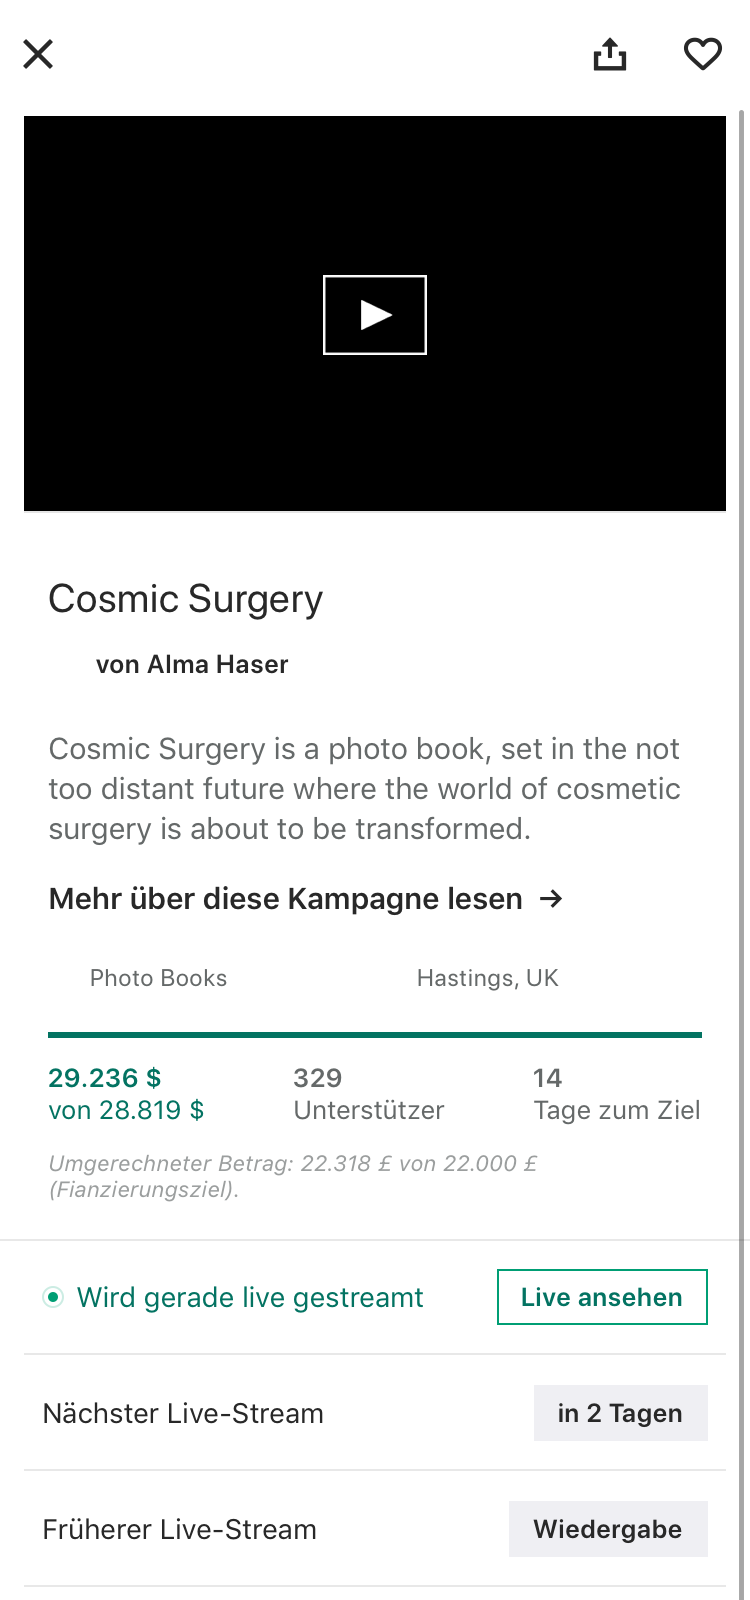 Cosmic Surgery
von Alma Haser
Cosmic Surgery is a photo book, set in the not
too distant future where the world of cosmetic
surgery is about to be transformed.
Mehr über diese Kampagne lesen →
Photo Books
Hastings, UK
29.236 $
von 28.819 $
329
Unterstützer
14
Tage zum Ziel
Umgerechneter Betrag: 22.318 £ von 22.000 £
(Fianzierungsziel).
Wird gerade live gestreamt
Live ansehen
Nächster Live-Stream
in 2 Tagen
Früherer Live-Stream
Wiedergabe